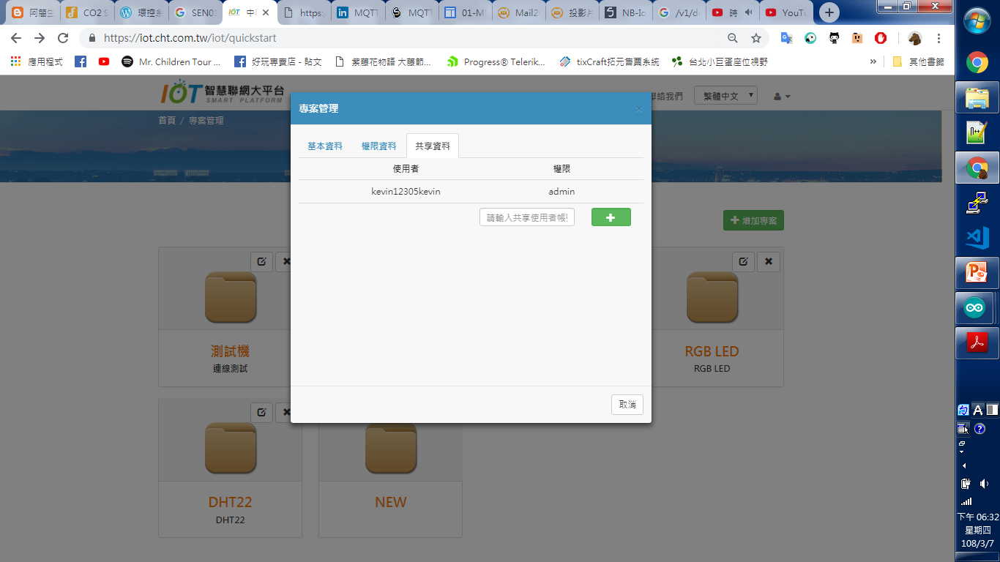 阿簡生
CO2 S
環控系
SEN01
中華
https:
MQTT
MQTT
01-MQ
Mail20
投影片
NB-Io
/v1/de
時
YouTu
https://iot.cht.com.tw/iot/quickstart
應用程式
Mr. Children Tour ...
好玩專賣店 - 貼文
紫藤花物語 大藤節...
Progress® Telerik...
tixCraft拓元售票系統
台北小巨蛋座位視野
»
其他書籤
IOT 智慧聯網大平台
SMART PLATFORM
聯絡我們
繁體中文
首頁 / 專案管理
專案管理
×
基本資料
權限資料
共享資料
使用者
權限
kevin12305kevin
admin
請輸入共享使用者帳號
增加專案
測試機
連線測試
RGB LED
RGB LED
取消
DHT22
DHT22
NEW
下午 06:32
星期四
108/3/7